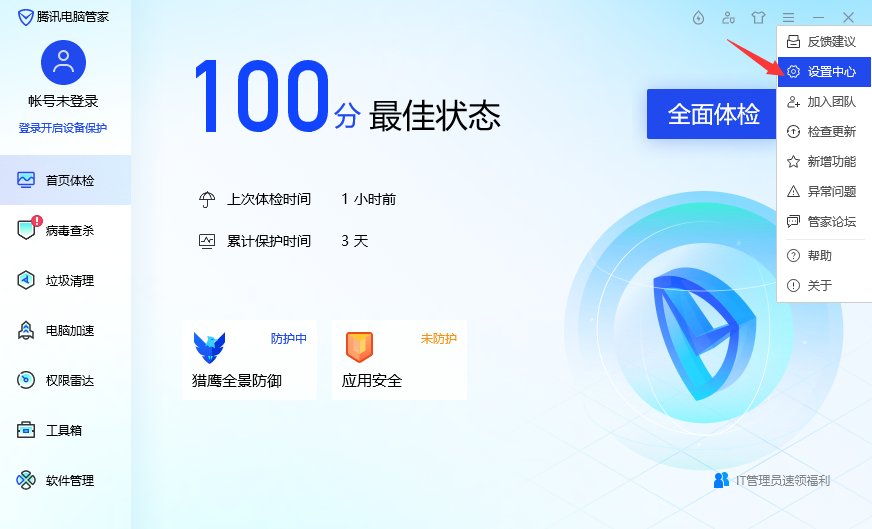 腾讯电脑管家
帐号未登录
登录开启设备保护
首页体检
病毒查杀
垃圾清理
电脑加速
权限雷达
工具箱
软件管理
100分 最佳状态
全面体检
上次体检时间 1 小时前
累计保护时间 3 天
防护中
猎鹰全景防御
未防护
应用安全
反馈建议
设置中心
加入团队
检查更新
新增功能
异常问题
管家论坛
帮助
关于
IT管理员速领福利